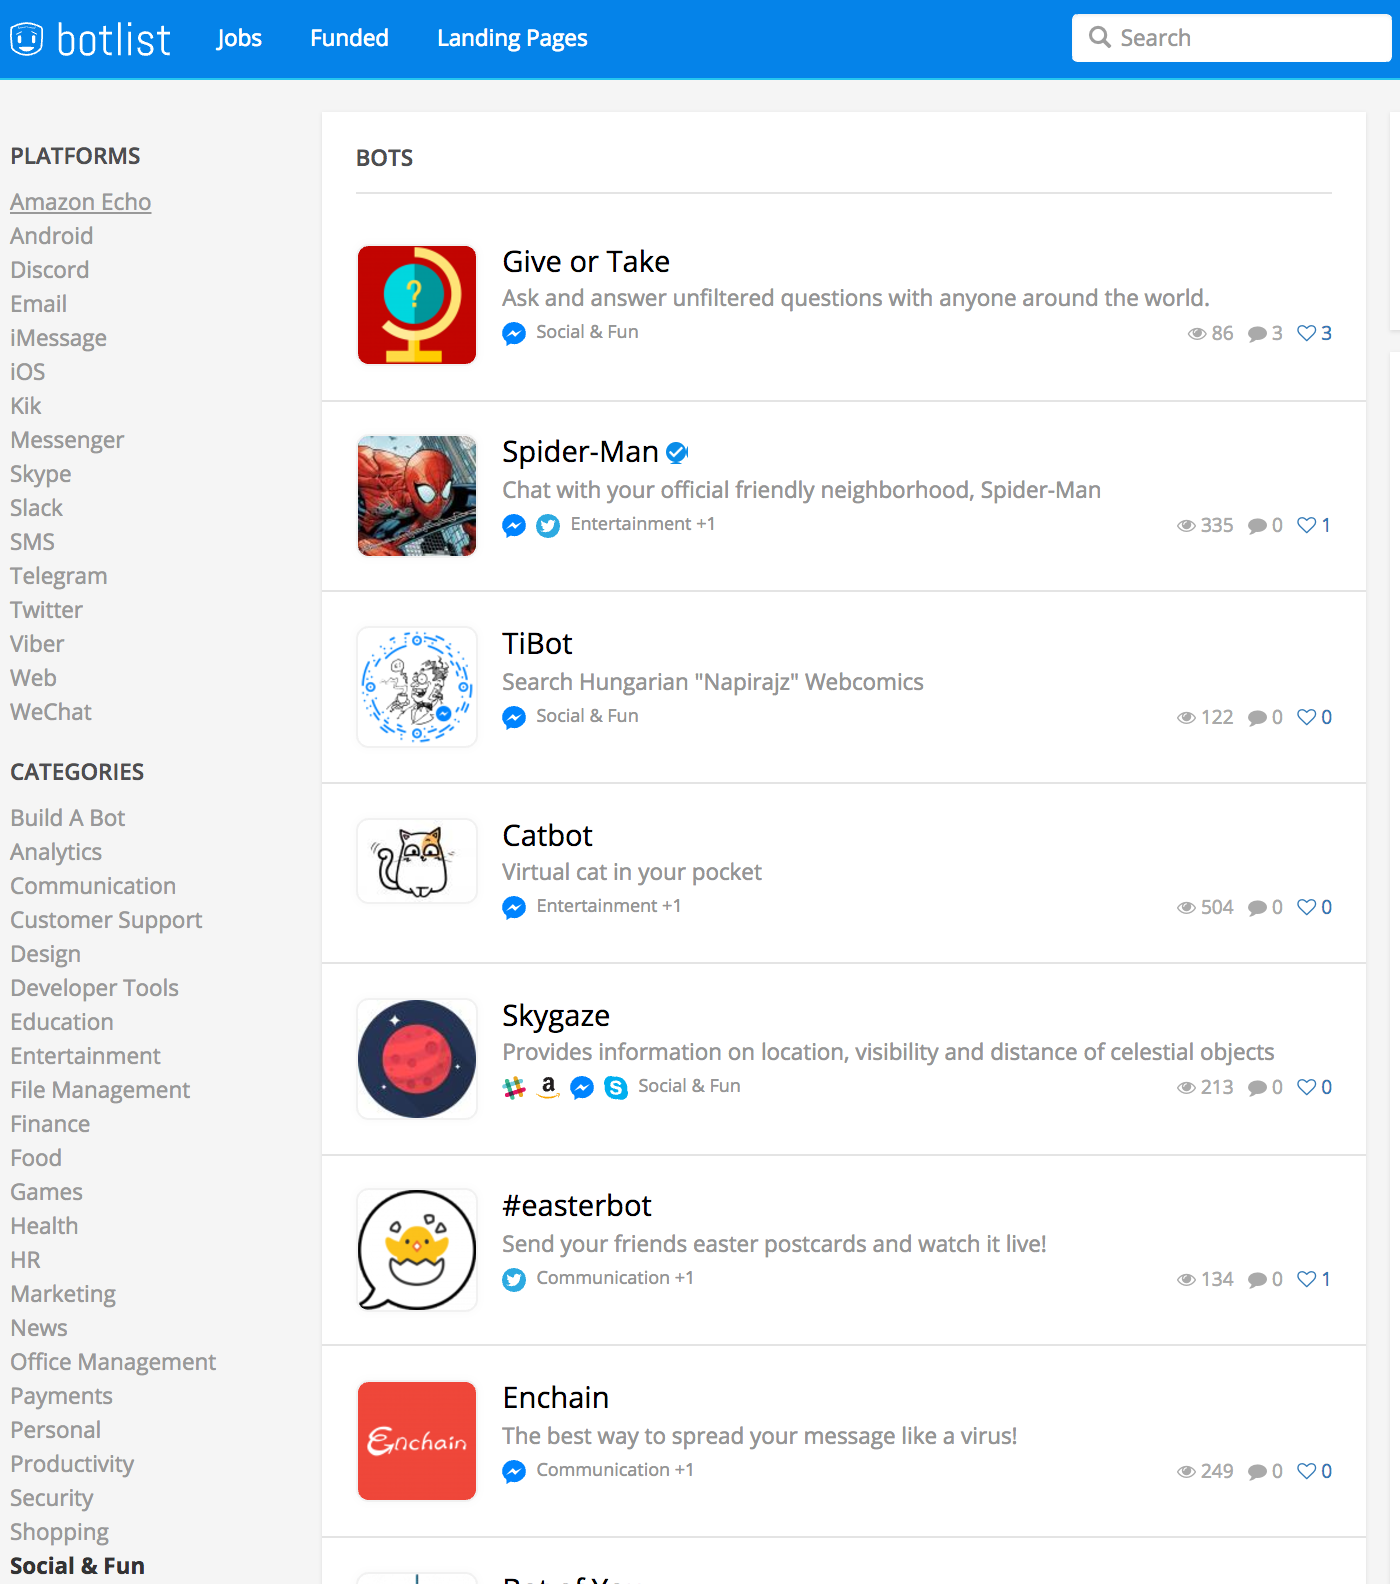 botlist
Jobs
Funded
Landing Pages
Search
PLATFORMS
Amazon Echo
Android
Discord
Email
iMessage
iOS
Kik
Messenger
Skype
Slack
SMS
Telegram
Twitter
Viber
Web
WeChat
CATEGORIES
Build A Bot
Analytics
Communication
Customer Support
Design
Developer Tools
Education
Entertainment
File Management
Finance
Food
Games
Health
HR
Marketing
News
Office Management
Payments
Personal
Productivity
Security
Shopping
Social & Fun
BOTS
?
Give or Take
Ask and answer unfiltered questions with anyone around the world.
Social & Fun
86 3 3
Spider-Man
Chat with your official friendly neighborhood, Spider-Man
Entertainment +1
335 0 1
TiBot
Search Hungarian "Napirajz" Webcomics
Social & Fun
122 0 0
Catbot
Virtual cat in your pocket
Entertainment +1
504 0 0
Skygaze
Provides information on location, visibility and distance of celestial objects
Social & Fun
213 0 0
#easterbot
Send your friends easter postcards and watch it live!
Communication +1
134 0 1
Enchain
Enchain
The best way to spread your message like a virus!
Communication +1
249 0 0